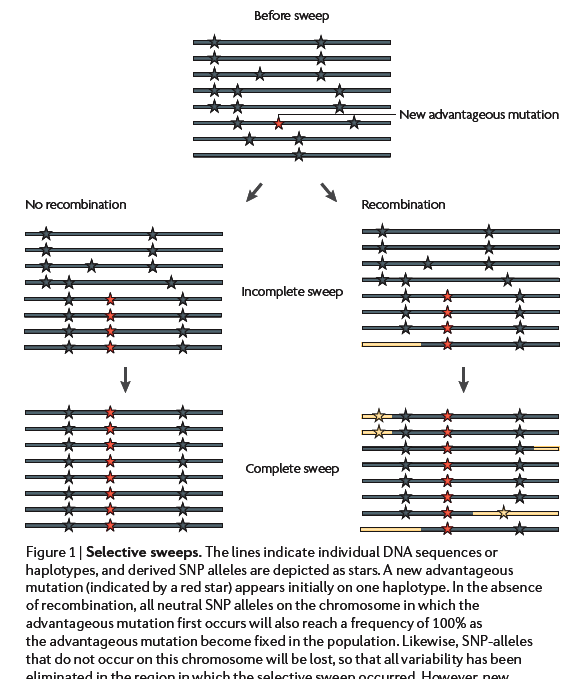 Before sweep
New advantageous mutation
No recombination
Recombination
Incomplete sweep
Complete sweep
Figure 1 | Selective sweeps. The lines indicate individual DNA sequences or
haplotypes, and derived SNP alleles are depicted as stars. A new advantageous
mutation (indicated by a red star) appears initially on one haplotype. In the absence
of recombination, all neutral SNP alleles on the chromosome in which the
advantageous mutation first occurs will also reach a frequency of 100% as
the advantageous mutation become fixed in the population. Likewise, SNP-alleles
that do not occur on this chromosome will be lost, so that all variability has been
eliminated in the region in which the selective sweep occurred. However, new